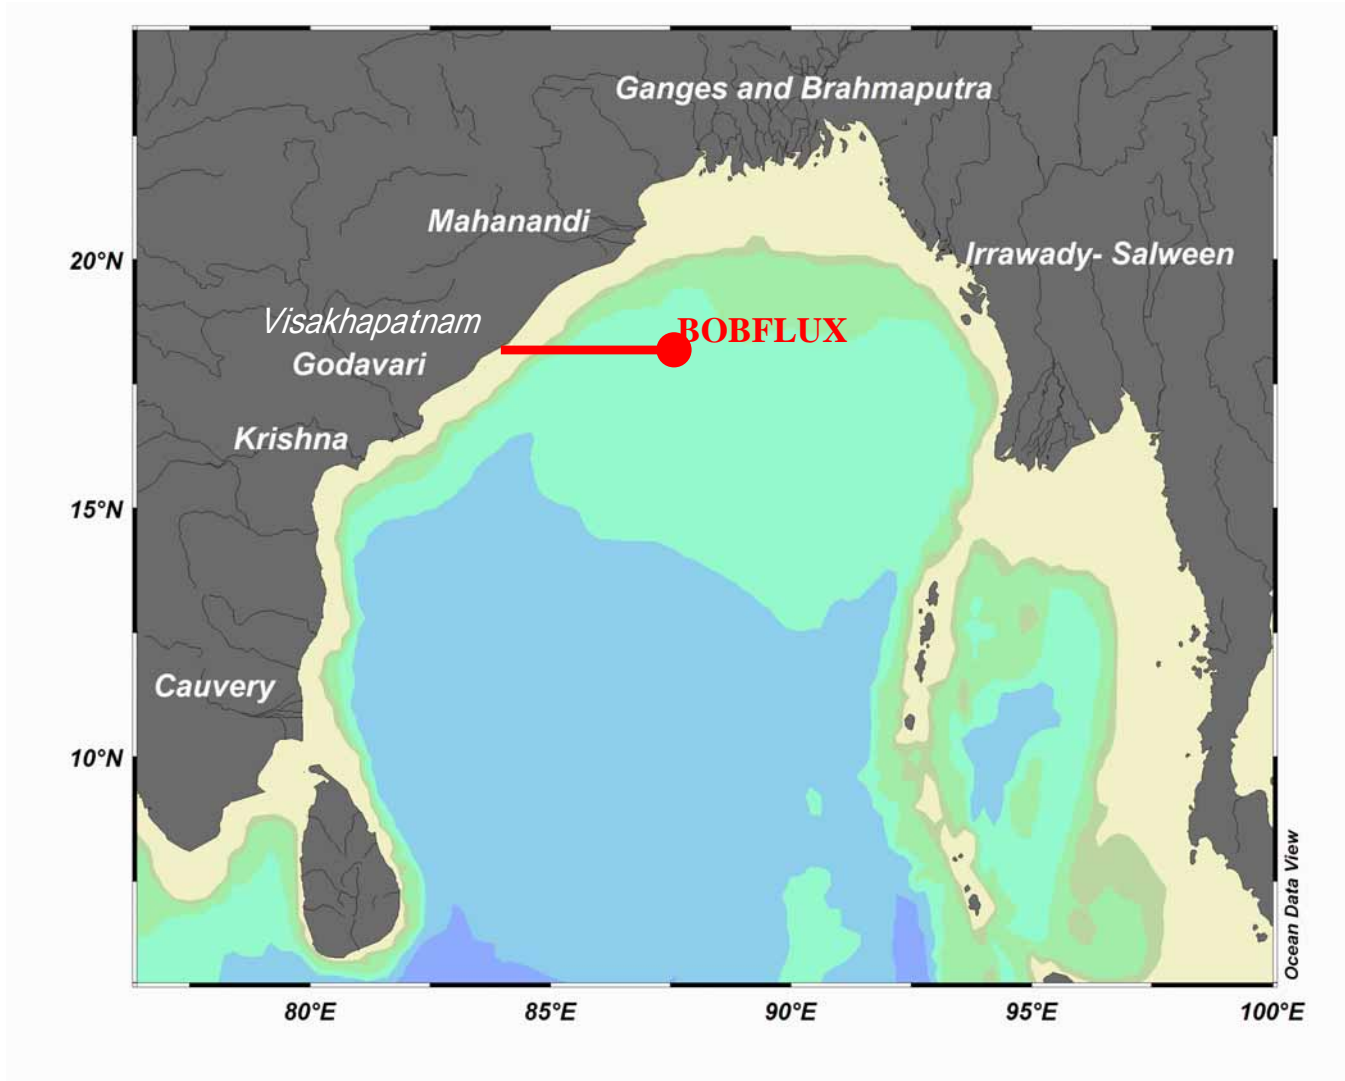 Ganges and Brahmaputra
Mahanandi
Irrawady- Salween
20°N
Visakhapatnam
BOBFLUX
Godavari
Krishna
15°N
Cauvery
10°N
Ocean Data View
80°E
85°E
90°E
95°E
100°E